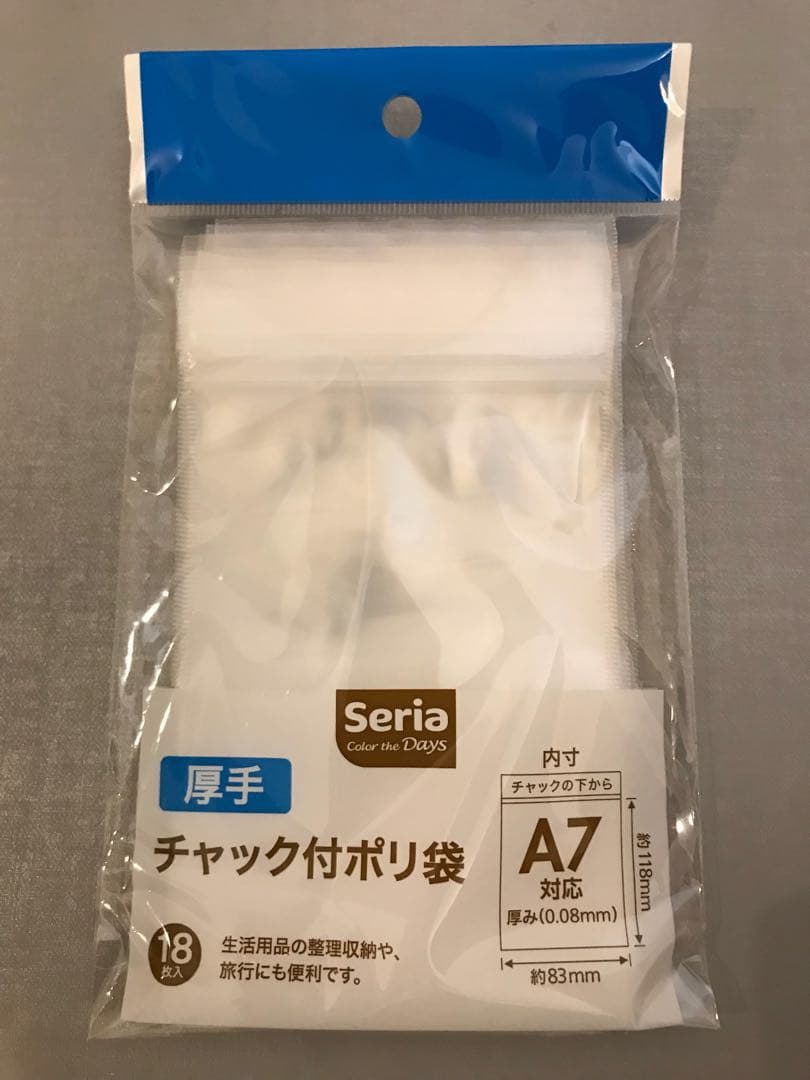 Seria
Color the Days
厚手
チャック付ポリ袋
18
枚入
生活用品の整理収納や、
旅行にも便利です。
内寸
チャックの下から
A7
対応
厚み(0.08mm)
約118mm
約83mm